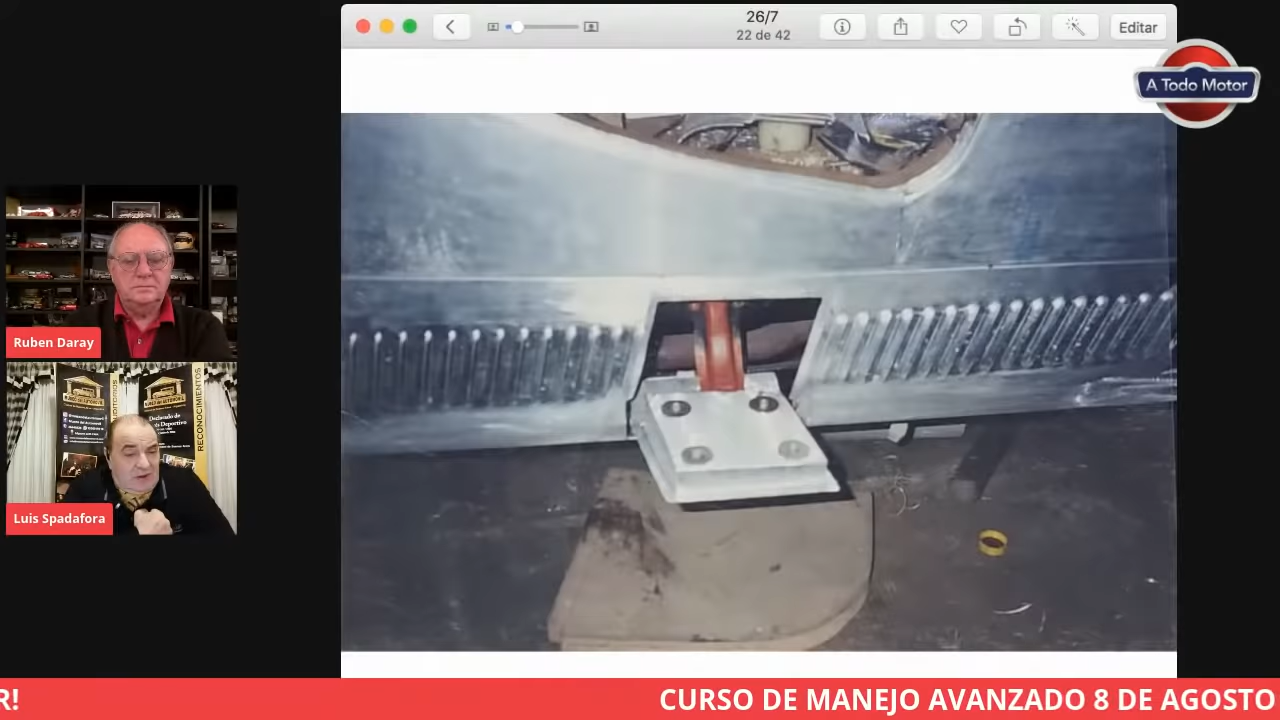 26/7
22 de 42
Editar
A Todo Motor
Ruben Daray
RECONOCIMIENTOS
Luis Spadafora
R!
CURSO DE MANEJO AVANZADO 8 DE AGOSTO